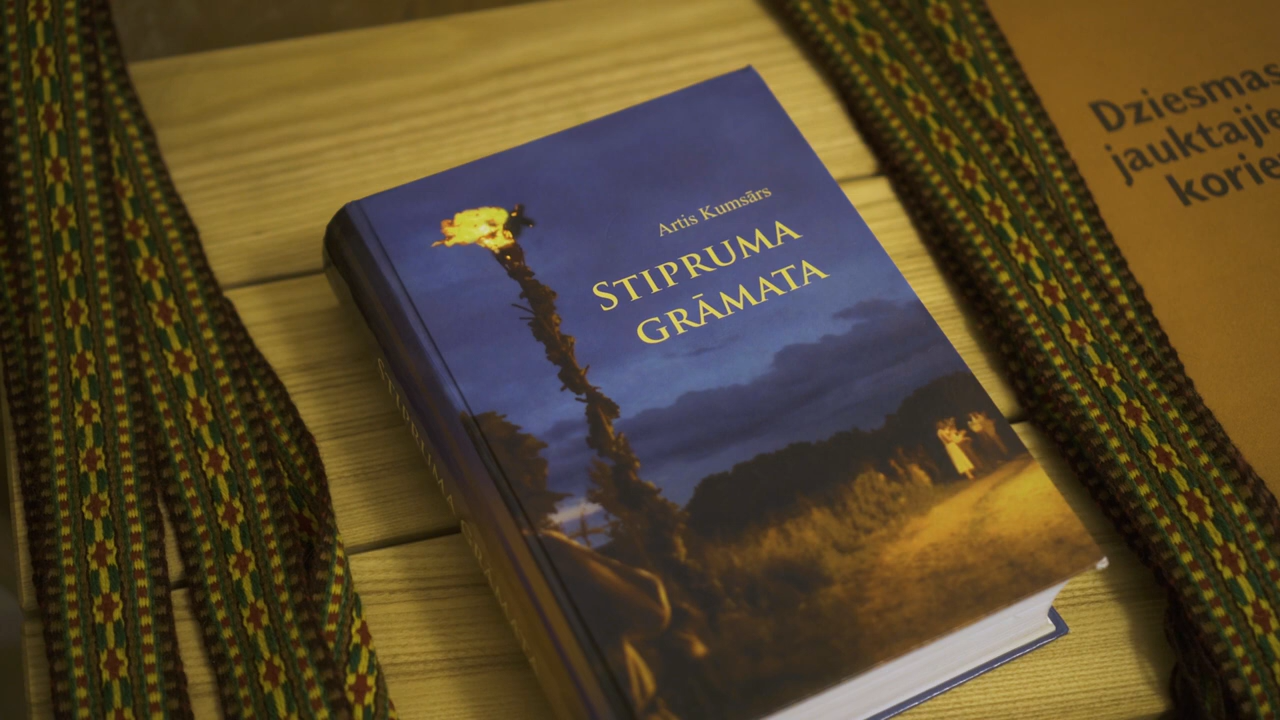 Artis Kumsārs
STIPRUMA
GRĀMATA
Dziesmas
jauktajie
korie